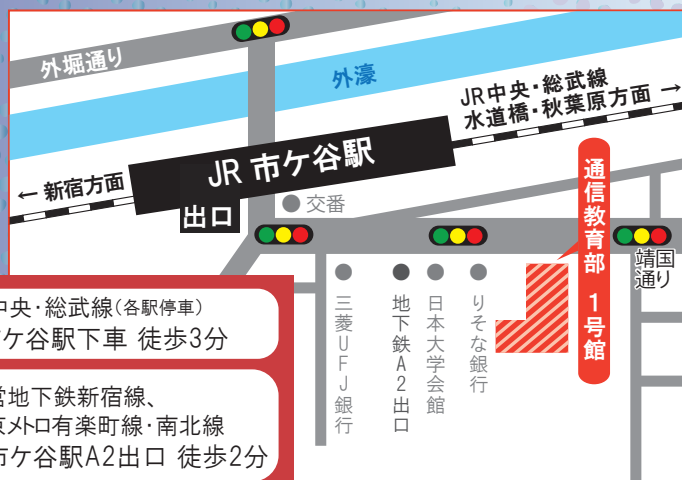 外堀通り
外濠
JR中央・総武線
水道橋・秋葉原方面 →
JR 市ケ谷駅
← 新宿方面
出口
交番
通信教育部 1号館
靖国
通り
三菱UFJ銀行
地下鉄A2出口
日本大学会館
りそな銀行
中央・総武線(各駅停車)
ケ谷駅下車 徒歩3分
営地下鉄新宿線、
京メトロ有楽町線・南北線
市ケ谷駅A2出口 徒歩2分